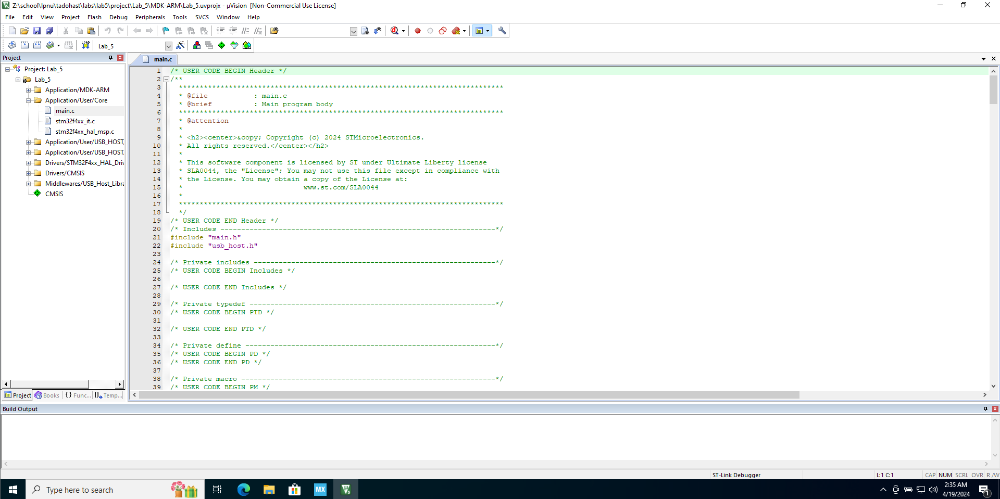 Z:\school\lpnu\tadohast\labs\lab5\project\Lab_5\MDK-ARM\Lab_5.uvprojx - µVision [Non-Commercial Use License]
File Edit View Project Flash Debug Peripherals Tools SVCS Window Help
LOAD
Lab_5
Project
main.c
Project: Lab_5
Lab_5
Application/MDK-ARM
Application/User/Core
main.c
stm32f4xx_it.c
stm32f4xx_hal_msp.c
Application/User/USB_HOST,
Application/User/USB_HOST,
Drivers/STM32F4xx_HAL_Driv
Drivers/CMSIS
Middlewares/USB_Host_Libra
CMSIS
Project Books {} Func... Temp...
1 /* USER CODE BEGIN Header */
2 /**
3 ******************************************************************************
4 * @file : main.c
5 * @brief : Main program body
6 ******************************************************************************
7 * @attention
8 *
9 * <h2><center>&copy; Copyright (c) 2024 STMicroelectronics.
10 * All rights reserved.</center></h2>
11 *
12 * This software component is licensed by ST under Ultimate Liberty license
13 * SLA0044, the "License"; You may not use this file except in compliance with
14 * the License. You may obtain a copy of the License at:
15 * www.st.com/SLA0044
16 *
17 ******************************************************************************
18 */
19 /* USER CODE END Header */
20 /* Includes ------------------------------------------------------------------*/
21 #include "main.h"
22 #include "usb_host.h"
23
24 /* Private includes ----------------------------------------------------------*/
25 /* USER CODE BEGIN Includes */
26
27 /* USER CODE END Includes */
28
29 /* Private typedef -----------------------------------------------------------*/
30 /* USER CODE BEGIN PTD */
31
32 /* USER CODE END PTD */
33
34 /* Private define ------------------------------------------------------------*/
35 /* USER CODE BEGIN PD */
36 /* USER CODE END PD */
37
38 /* Private macro -------------------------------------------------------------*/
39 /* USER CODE BEGIN PM */
Build Output
ST-Link Debugger L:1 C:1 CAP NUM SCRL OVR R/W
Type here to search
MX
2:35 AM
4/19/2024
1